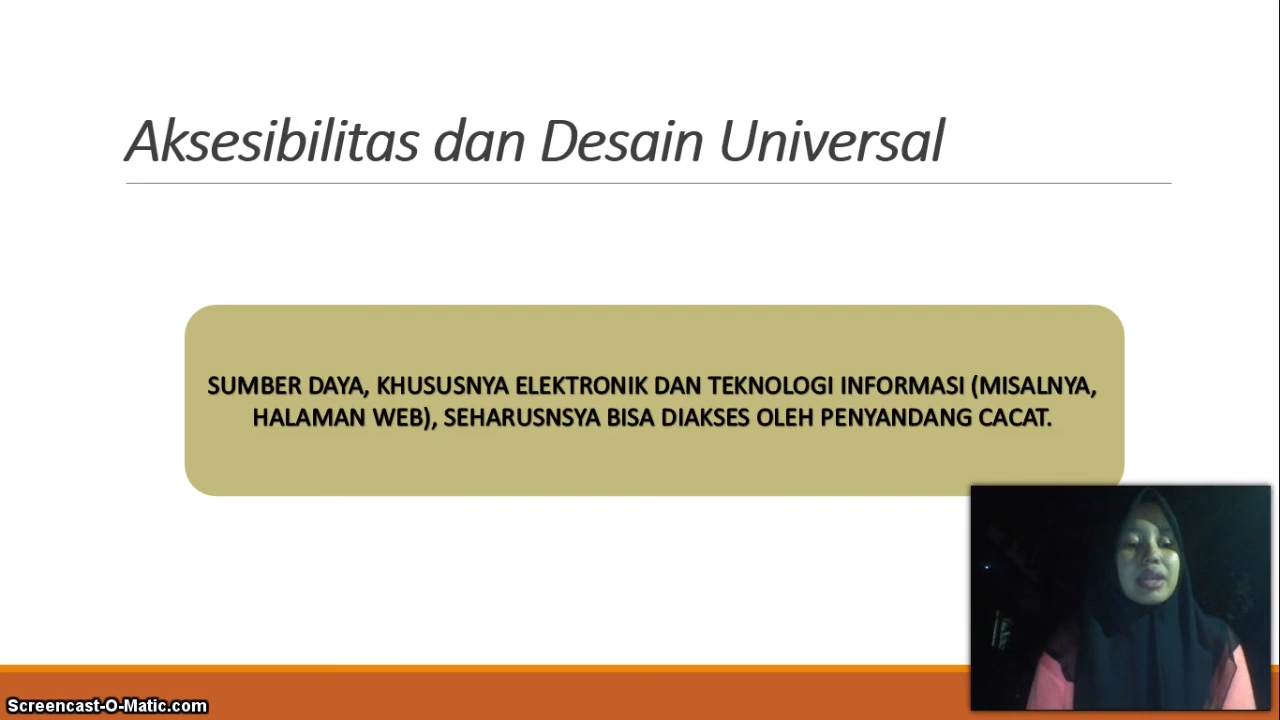 Aksesibilitas dan Desain Universal
SUMBER DAYA, KHUSUSNYA ELEKTRONIK DAN TEKNOLOGI INFORMASI (MISALNYA,
HALAMAN WEB), SEHARUSNSYA BISA DIAKSES OLEH PENYANDANG CACAT.
Screencast-O-Matic.com